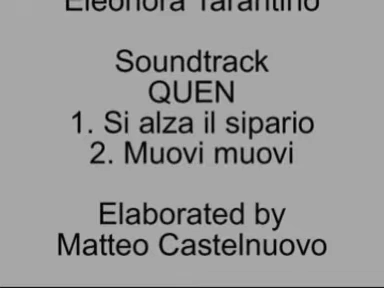 Eleonora Tarantino
Soundtrack
QUEN
1. Si alza il sipario
2. Muovi muovi
Elaborated by
Matteo Castelnuovo